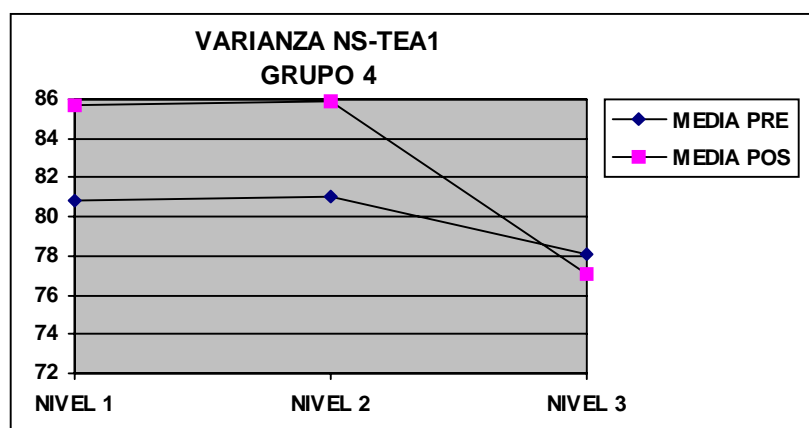 VARIANZA NS-TEA1
GRUPO 4
86
84
82
80
78
76
74
72
NIVEL 1
NIVEL 2
NIVEL 3
MEDIA PRE
MEDIA POS